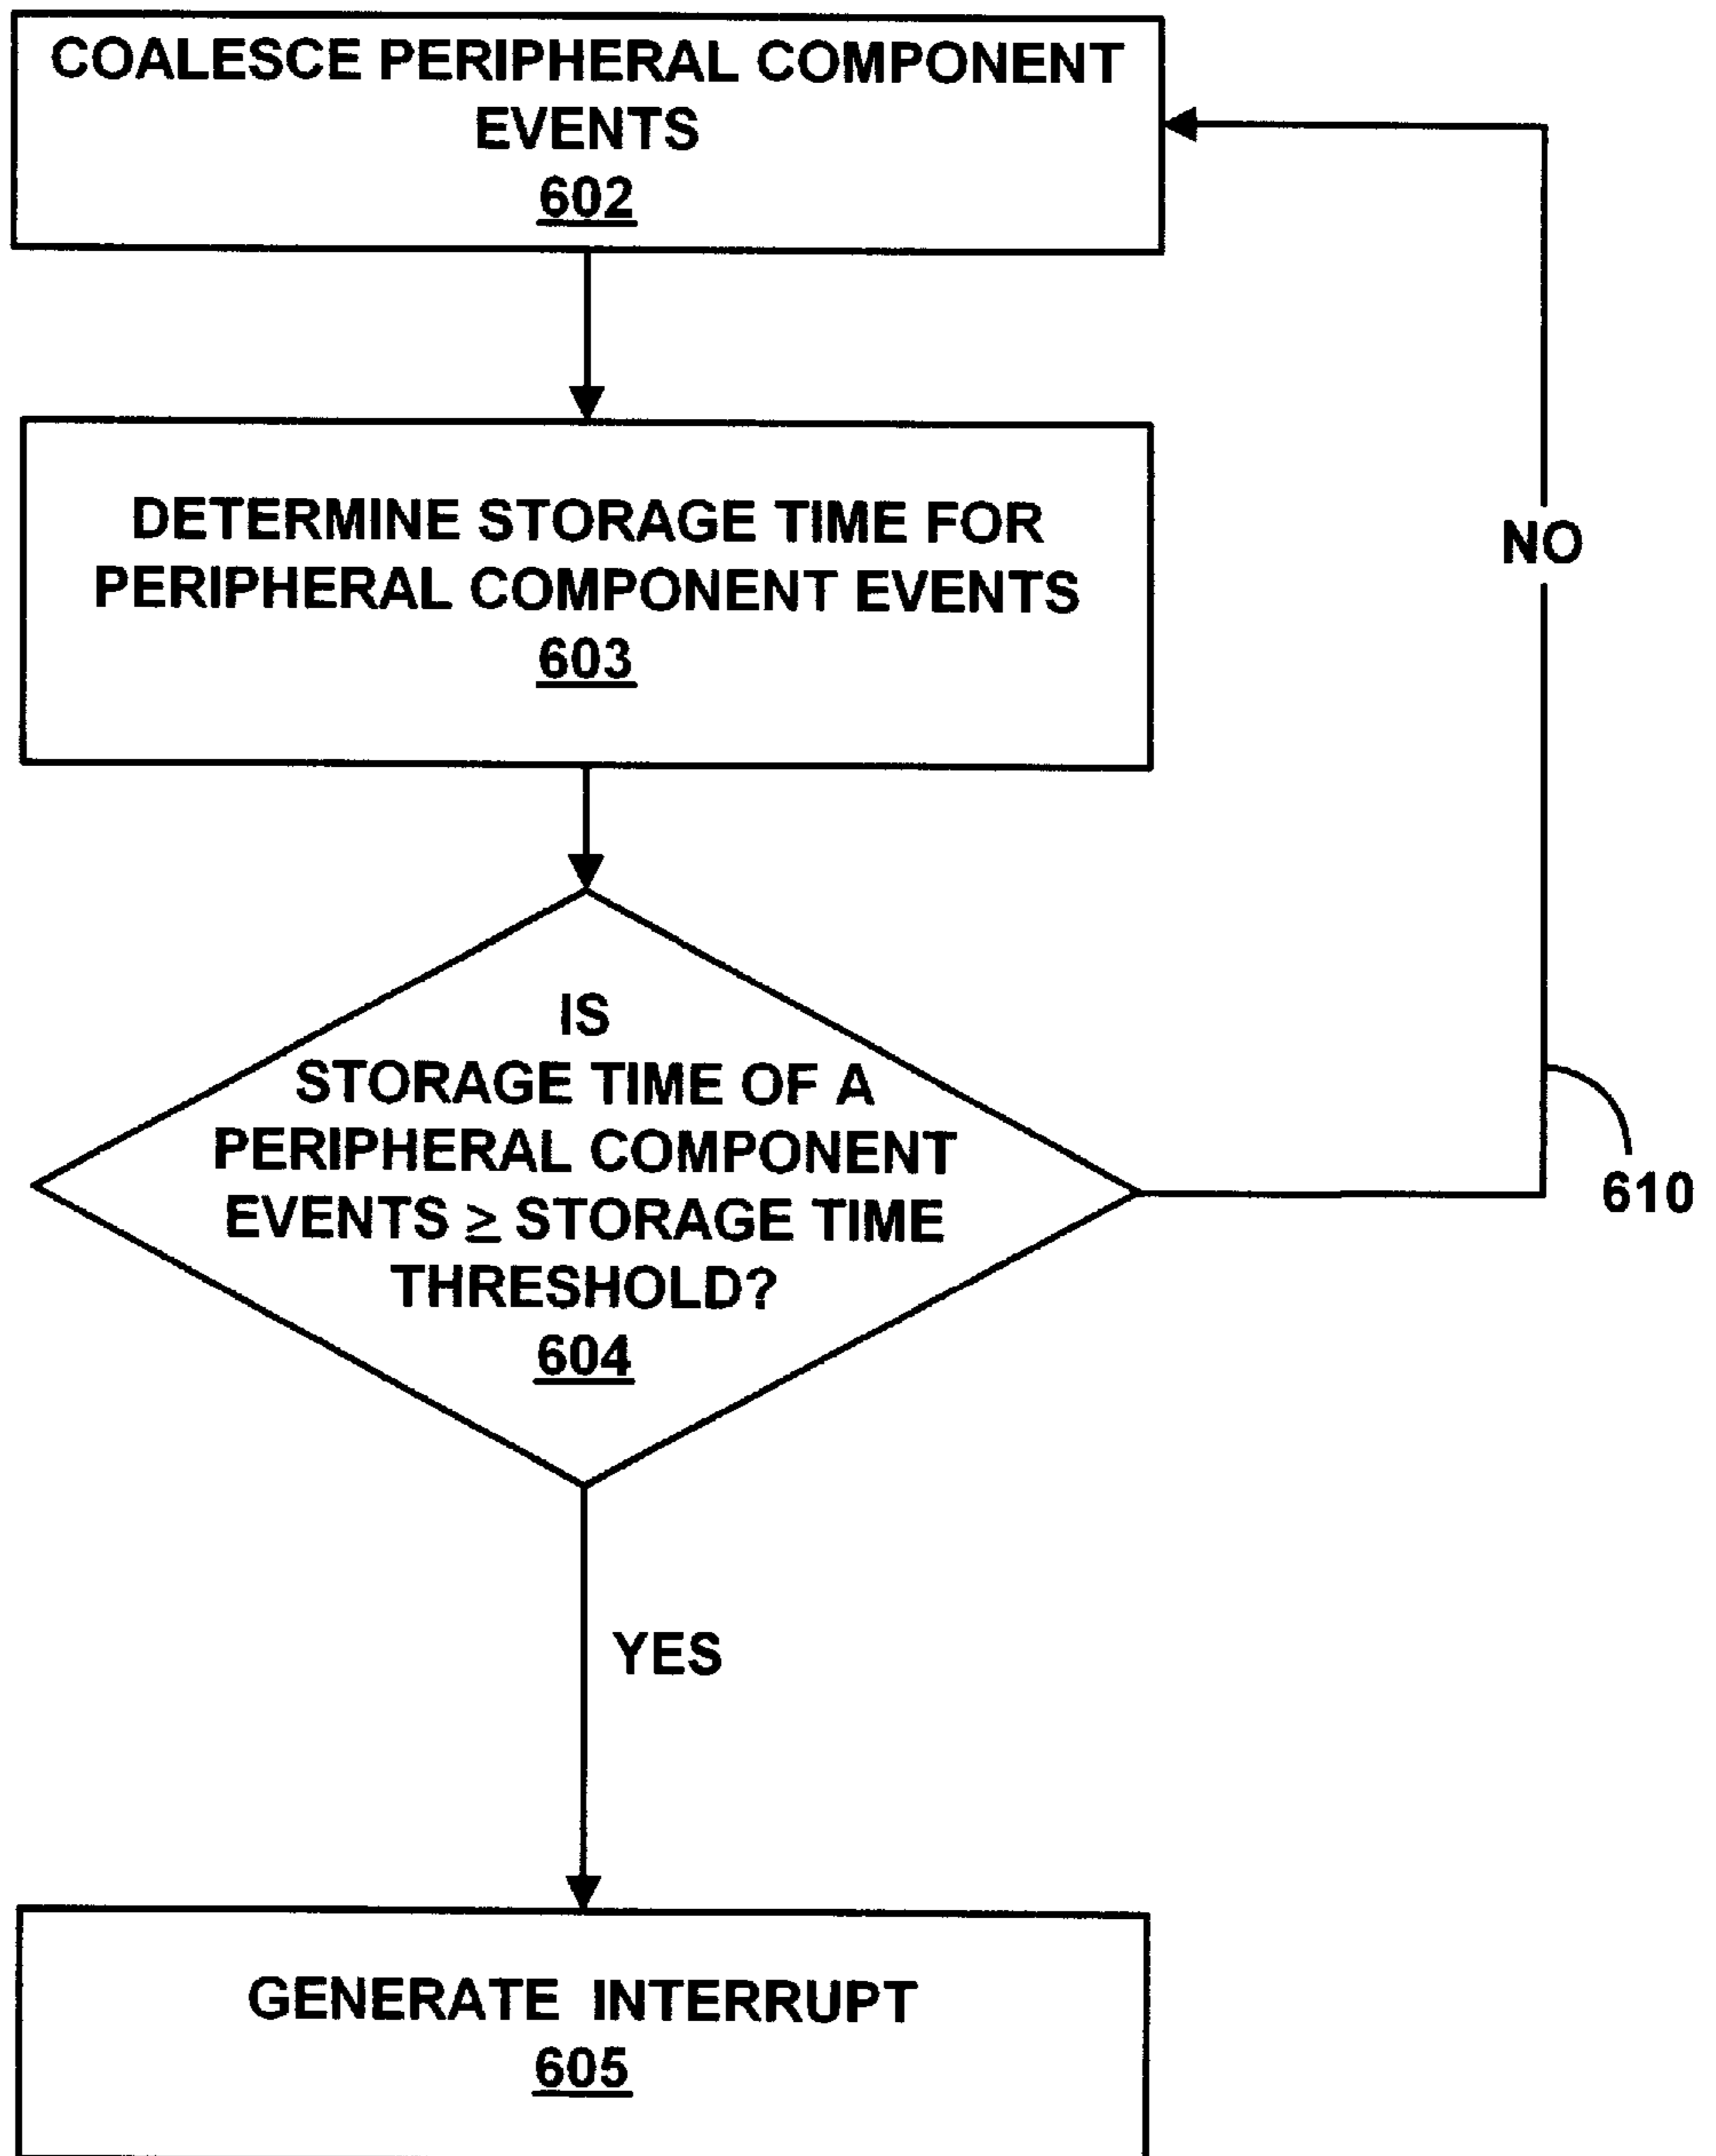 COALESCE PERIPHERAL COMPONENT
EVENTS
602
DETERMINE STORAGE TIME FOR
PERIPHERAL COMPONENT EVENTS
603
NO
IS
STORAGE TIME OF A
PERIPHERAL COMPONENT
EVENTS ≥ STORAGE TIME
THRESHOLD?
604
610
YES
GENERATE INTERRUPT
605